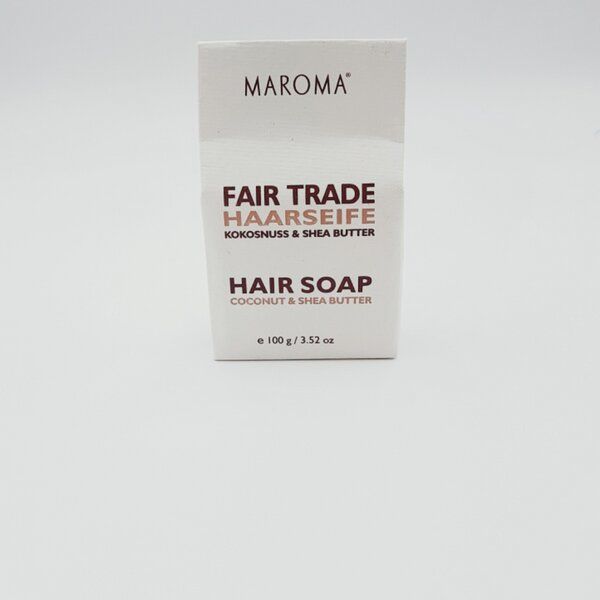 MAROMA®
FAIR TRADE
HAARSEIFE
KOKOSNUSS & SHEA BUTTER
HAIR SOAP
COCONUT & SHEA BUTTER
e 100 g / 3.52 oz